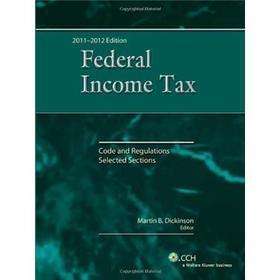 2011–2012 Edition
Federal
Income Tax
Code and Regulations
Selected Sections
Martin B. Dickinson
Editor
CCH
a Wolters Kluwer business